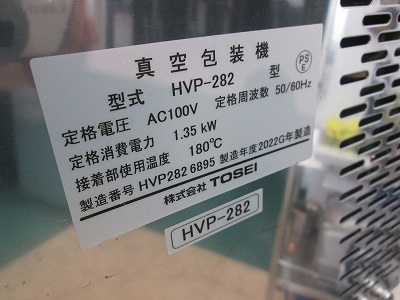 真空包装機
型式 HVP-282 型
PS
E
定格電圧 AC100V 定格周波数 50/60Hz
定格消費電力 1.35 kW
接着部使用温度 180℃
製造番号 HVP282 6895 製造年度2022G年製造
株式会社 TOSEI
HVP-282